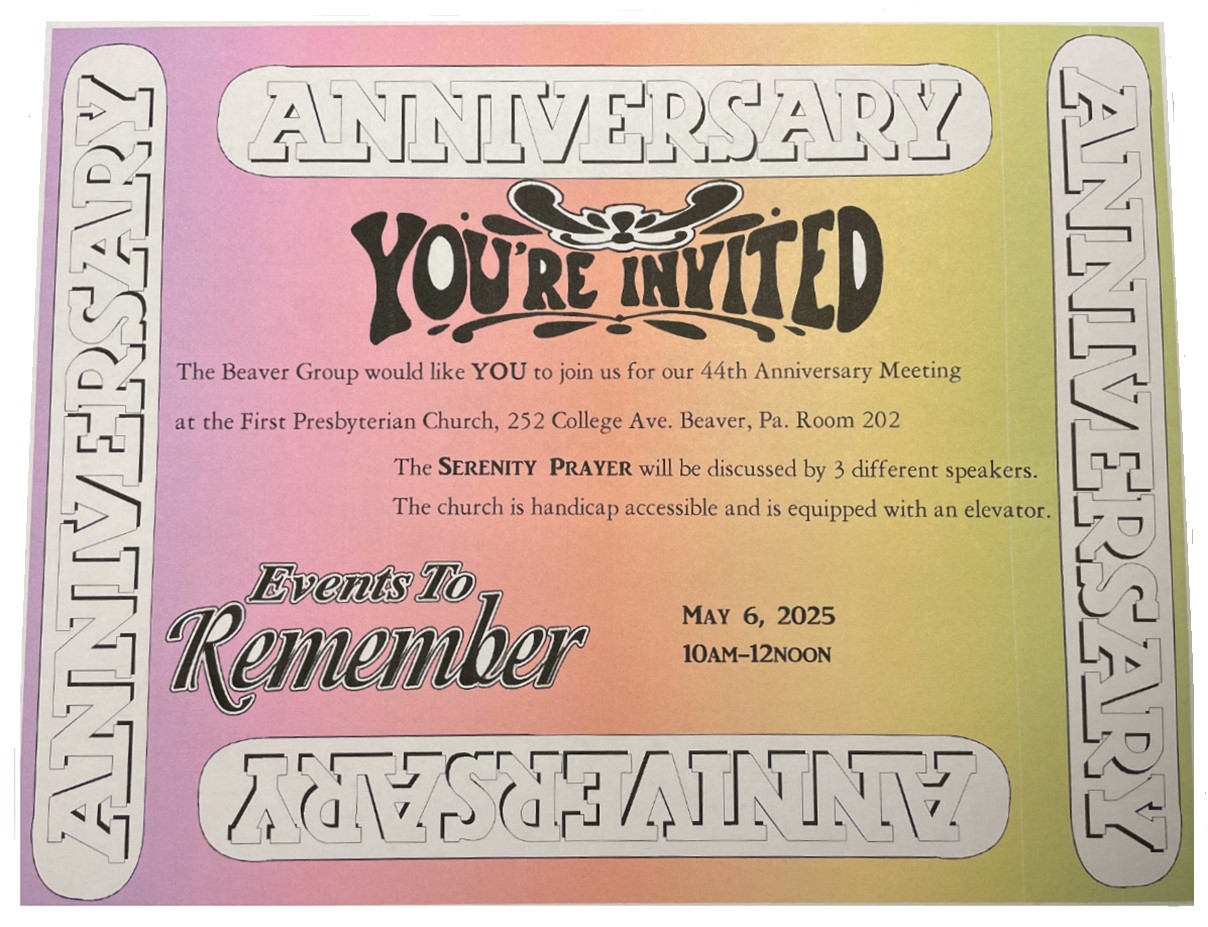 ANNIVERSARY
ANNIVERSARY
ANNIVERSARY
YOU'RE INVITED
The Beaver Group would like YOU to join us for our 44th Anniversary Meeting
at the First Presbyterian Church, 252 College Ave. Beaver, Pa. Room 202
The SERENITY PRAYER will be discussed by 3 different speakers.
The church is handicap accessible and is equipped with an elevator.
Events To
Remember
MAY 6, 2025
10AM–12NOON
ANNIVERSARY